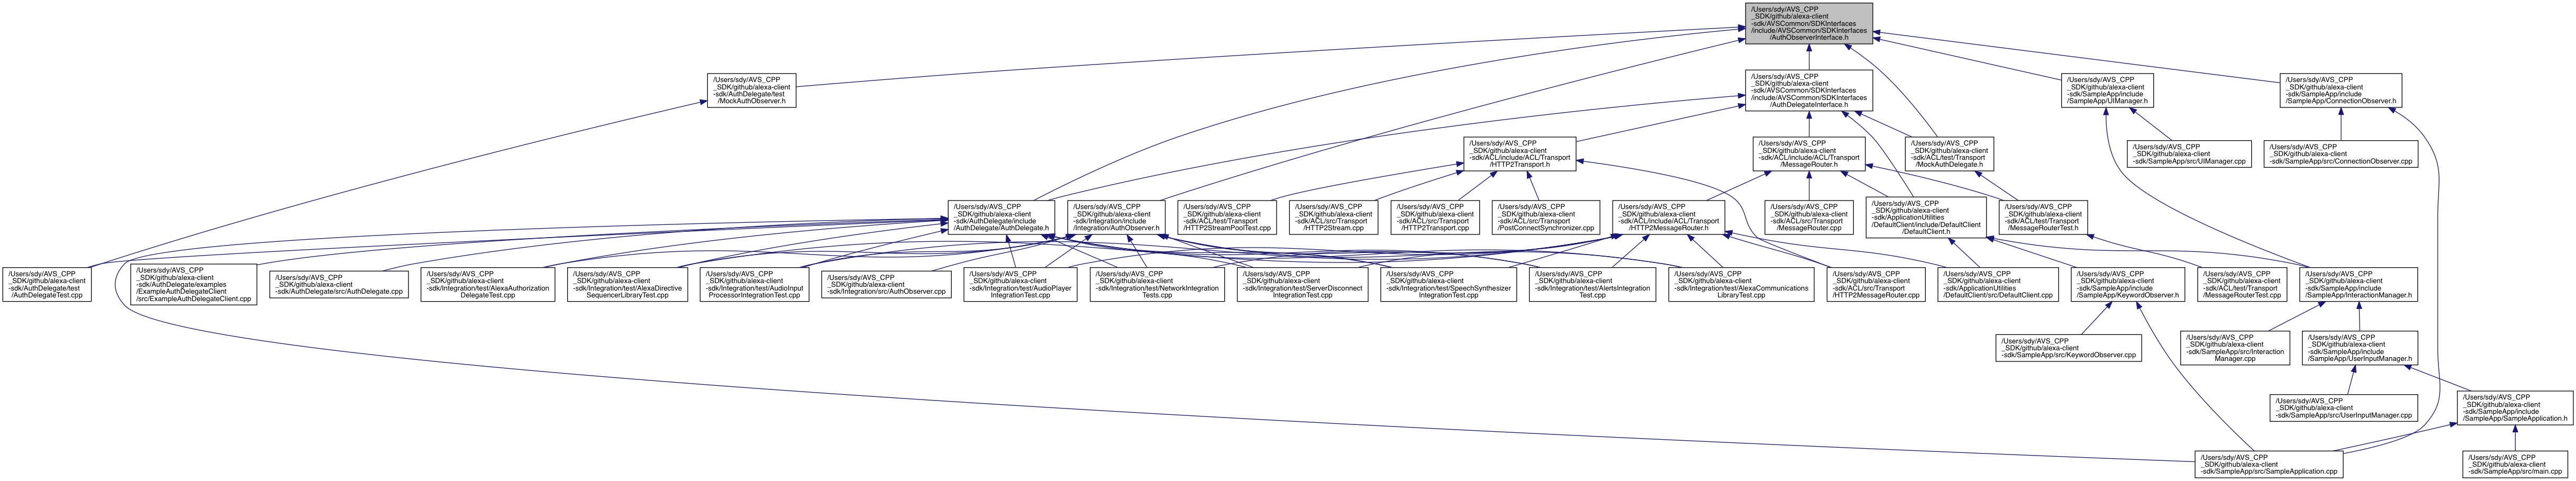 /Users/sdy/AVS_CPP
_SDK/github/alexa-client
-sdk/AVSCommon/SDKInterfaces
/include/AVSCommon/SDKInterfaces
/AuthObserverInterface.h
/Users/sdy/AVS_CPP
_SDK/github/alexa-client
-sdk/AuthDelegate/test
/MockAuthObserver.h
/Users/sdy/AVS_CPP
_SDK/github/alexa-client
-sdk/AVSCommon/SDKInterfaces
/include/AVSCommon/SDKInterfaces
/AuthDelegateInterface.h
/Users/sdy/AVS_CPP
_SDK/github/alexa-client
-sdk/SampleApp/include
/SampleApp/UIManager.h
/Users/sdy/AVS_CPP
_SDK/github/alexa-client
-sdk/SampleApp/include
/SampleApp/ConnectionObserver.h
/Users/sdy/AVS_CPP
_SDK/github/alexa-client
-sdk/ACL/include/ACL/Transport
/HTTP2Transport.h
/Users/sdy/AVS_CPP
_SDK/github/alexa-client
-sdk/ACL/include/ACL/Transport
/MessageRouter.h
/Users/sdy/AVS_CPP
_SDK/github/alexa-client
-sdk/ACL/test/Transport
/MockAuthDelegate.h
/Users/sdy/AVS_CPP
_SDK/github/alexa-client
-sdk/SampleApp/src/UIManager.cpp
/Users/sdy/AVS_CPP
_SDK/github/alexa-client
-sdk/SampleApp/src/ConnectionObserver.cpp
/Users/sdy/AVS_CPP
_SDK/github/alexa-client
-sdk/AuthDelegate/include
/AuthDelegate/AuthDelegate.h
/Users/sdy/AVS_CPP
_SDK/github/alexa-client
-sdk/Integration/include
/Integration/AuthObserver.h
/Users/sdy/AVS_CPP
_SDK/github/alexa-client
-sdk/ACL/test/Transport
/HTTP2StreamPoolTest.cpp
/Users/sdy/AVS_CPP
_SDK/github/alexa-client
-sdk/ACL/src/Transport
/HTTP2Stream.cpp
/Users/sdy/AVS_CPP
_SDK/github/alexa-client
-sdk/ACL/src/Transport
/HTTP2Transport.cpp
/Users/sdy/AVS_CPP
_SDK/github/alexa-client
-sdk/ACL/src/Transport
/PostConnectSynchronizer.cpp
/Users/sdy/AVS_CPP
_SDK/github/alexa-client
-sdk/ACL/include/ACL/Transport
/HTTP2MessageRouter.h
/Users/sdy/AVS_CPP
_SDK/github/alexa-client
-sdk/ACL/src/Transport
/MessageRouter.cpp
/Users/sdy/AVS_CPP
_SDK/github/alexa-client
-sdk/ApplicationUtilities
/DefaultClient/include/DefaultClient
/DefaultClient.h
/Users/sdy/AVS_CPP
_SDK/github/alexa-client
-sdk/ACL/test/Transport
/MessageRouterTest.h
/Users/sdy/AVS_CPP
_SDK/github/alexa-client
-sdk/AuthDelegate/test
/AuthDelegateTest.cpp
/Users/sdy/AVS_CPP
_SDK/github/alexa-client
-sdk/AuthDelegate/examples
/ExampleAuthDelegateClient
/src/ExampleAuthDelegateClient.cpp
/Users/sdy/AVS_CPP
_SDK/github/alexa-client
-sdk/AuthDelegate/src/AuthDelegate.cpp
/Users/sdy/AVS_CPP
_SDK/github/alexa-client
-sdk/Integration/test/AlexaAuthorization
DelegateTest.cpp
/Users/sdy/AVS_CPP
_SDK/github/alexa-client
-sdk/Integration/test/AlexaDirective
SequencerLibraryTest.cpp
/Users/sdy/AVS_CPP
_SDK/github/alexa-client
-sdk/Integration/test/AudioInput
ProcessorIntegrationTest.cpp
/Users/sdy/AVS_CPP
_SDK/github/alexa-client
-sdk/Integration/src/AuthObserver.cpp
/Users/sdy/AVS_CPP
_SDK/github/alexa-client
-sdk/Integration/test/AudioPlayer
IntegrationTest.cpp
/Users/sdy/AVS_CPP
_SDK/github/alexa-client
-sdk/Integration/test/NetworkIntegration
Tests.cpp
/Users/sdy/AVS_CPP
_SDK/github/alexa-client
-sdk/Integration/test/ServerDisconnect
IntegrationTest.cpp
/Users/sdy/AVS_CPP
_SDK/github/alexa-client
-sdk/Integration/test/SpeechSynthesizer
IntegrationTest.cpp
/Users/sdy/AVS_CPP
_SDK/github/alexa-client
-sdk/Integration/test/AlertsIntegration
Test.cpp
/Users/sdy/AVS_CPP
_SDK/github/alexa-client
-sdk/Integration/test/AlexaCommunications
LibraryTest.cpp
/Users/sdy/AVS_CPP
_SDK/github/alexa-client
-sdk/ACL/src/Transport
/HTTP2MessageRouter.cpp
/Users/sdy/AVS_CPP
_SDK/github/alexa-client
-sdk/ApplicationUtilities
/DefaultClient/src/DefaultClient.cpp
/Users/sdy/AVS_CPP
_SDK/github/alexa-client
-sdk/SampleApp/include
/SampleApp/KeywordObserver.h
/Users/sdy/AVS_CPP
_SDK/github/alexa-client
-sdk/ACL/test/Transport
/MessageRouterTest.cpp
/Users/sdy/AVS_CPP
_SDK/github/alexa-client
-sdk/SampleApp/include
/SampleApp/InteractionManager.h
/Users/sdy/AVS_CPP
_SDK/github/alexa-client
-sdk/SampleApp/src/KeywordObserver.cpp
/Users/sdy/AVS_CPP
_SDK/github/alexa-client
-sdk/SampleApp/src/Interaction
Manager.cpp
/Users/sdy/AVS_CPP
_SDK/github/alexa-client
-sdk/SampleApp/include
/SampleApp/UserInputManager.h
/Users/sdy/AVS_CPP
_SDK/github/alexa-client
-sdk/SampleApp/src/UserInputManager.cpp
/Users/sdy/AVS_CPP
_SDK/github/alexa-client
-sdk/SampleApp/include
/SampleApp/SampleApplication.h
/Users/sdy/AVS_CPP
_SDK/github/alexa-client
-sdk/SampleApp/src/SampleApplication.cpp
/Users/sdy/AVS_CPP
_SDK/github/alexa-client
-sdk/SampleApp/src/main.cpp